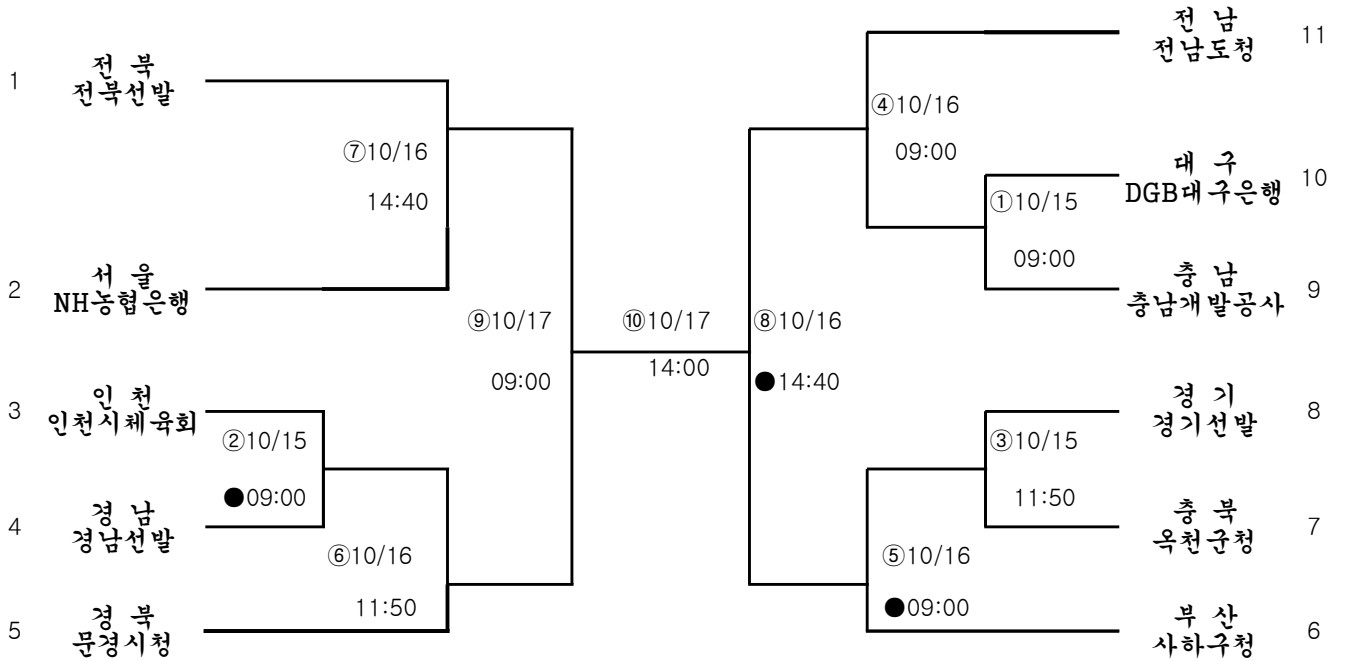 1
전 북
전북선발
⑦10/16
14:40
2
서 울
NH농협은행
3
인 천
인천시체육회
②10/15
●09:00
4
경 남
경남선발
⑥10/16
11:50
5
경 북
문경시청
⑨10/17
09:00
⑩10/17
14:00
⑧10/16
●14:40
전 남
전남도청
11
④10/16
09:00
대 구
DGB대구은행
10
①10/15
09:00
충 남
충남개발공사
9
경 기
경기선발
8
③10/15
11:50
충 북
옥천군청
7
⑤10/16
●09:00
부 산
사하구청
6